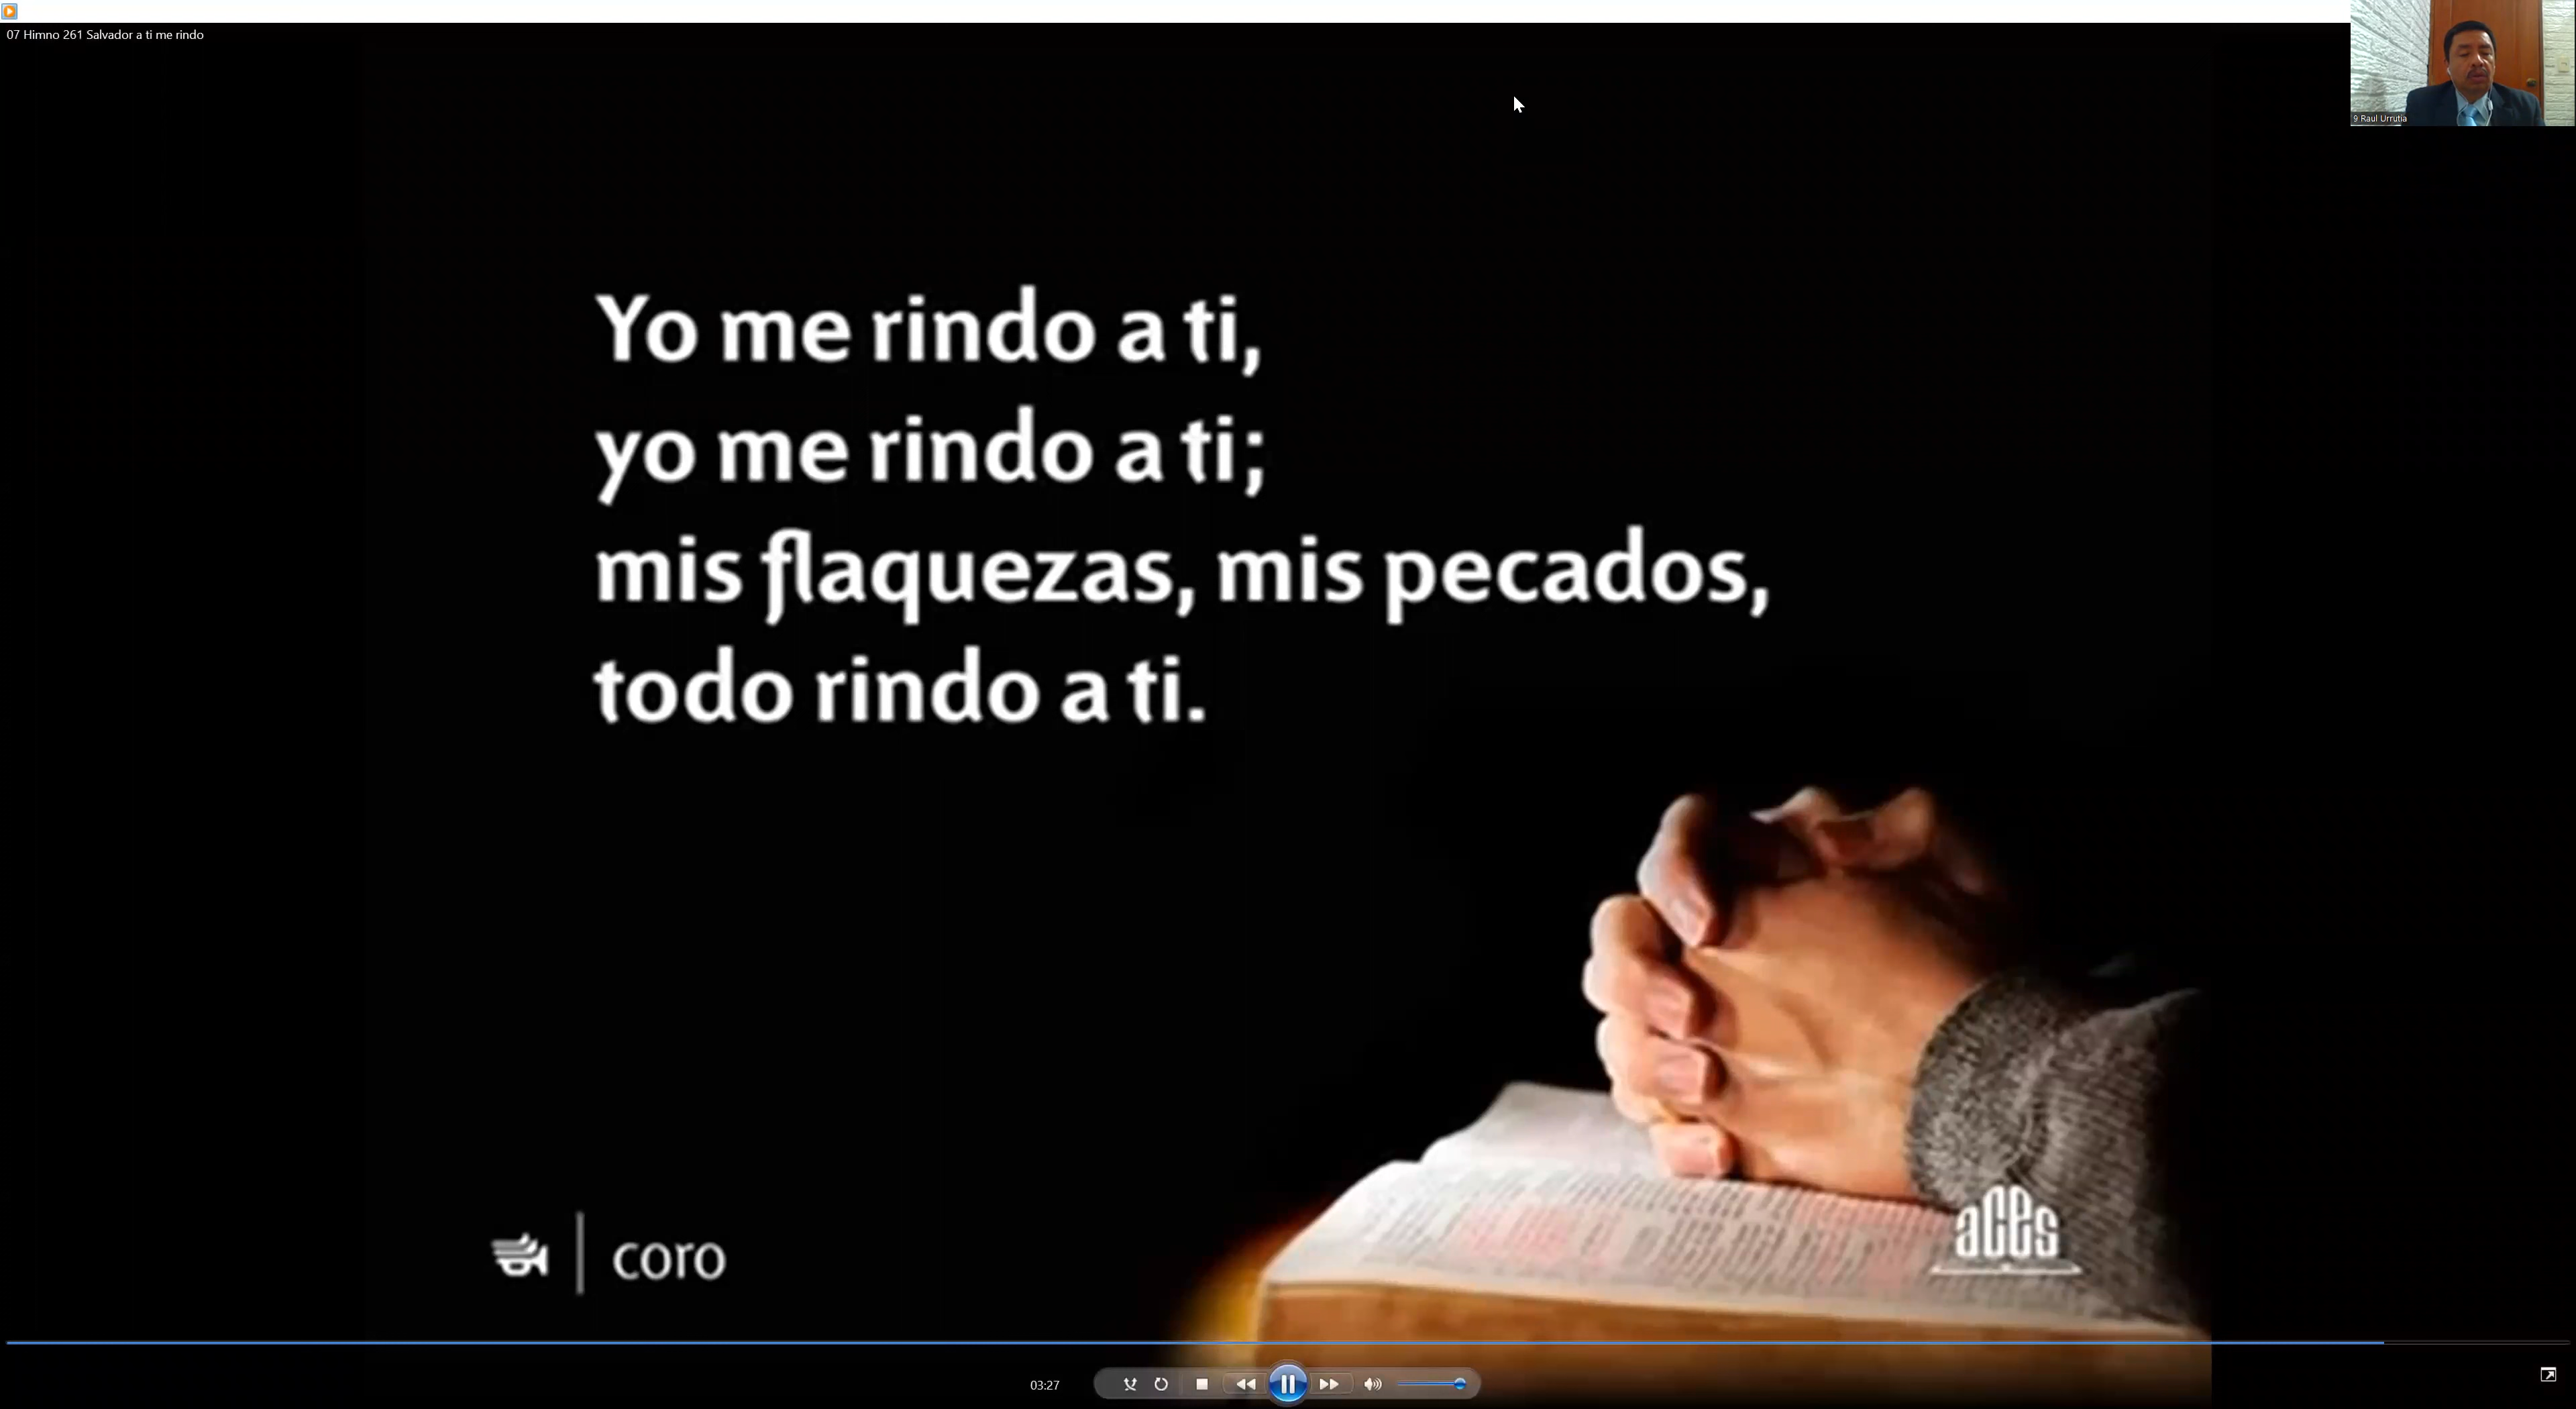 07 Himno 261 Salvador a ti me rindo
9 Raul Urrutia
Yo me rindo a ti,
yo me rindo a ti;
mis flaquezas, mis pecados,
todo rindo a ti.
coro
aces
03:27